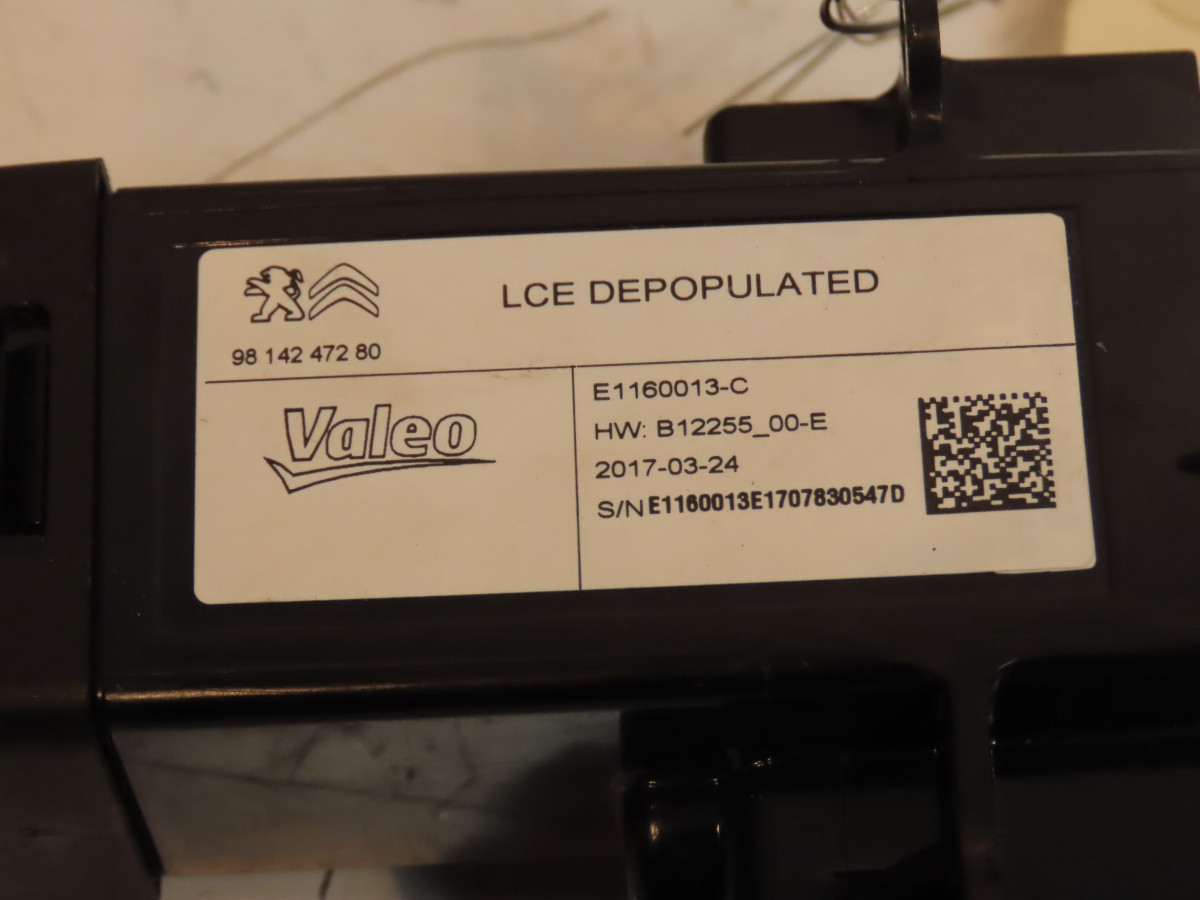 LCE DEPOPULATED
98 142 472 80
Valeo
E1160013-C
HW: B12255_00-E
2017-03-24
S/N E1160013E1707830547D